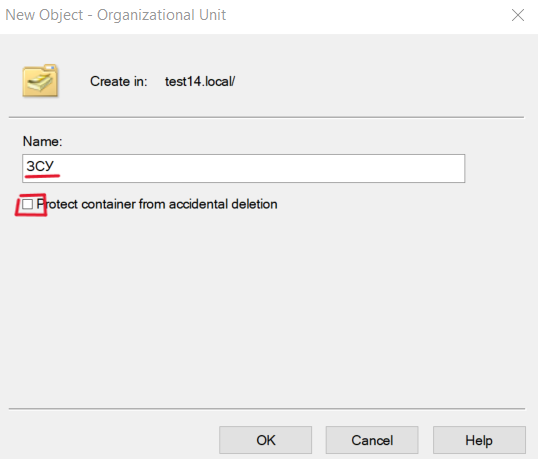 New Object - Organizational Unit
Create in: test14.local/
Name:
ЗСУ
Protect container from accidental deletion
OK Cancel Help